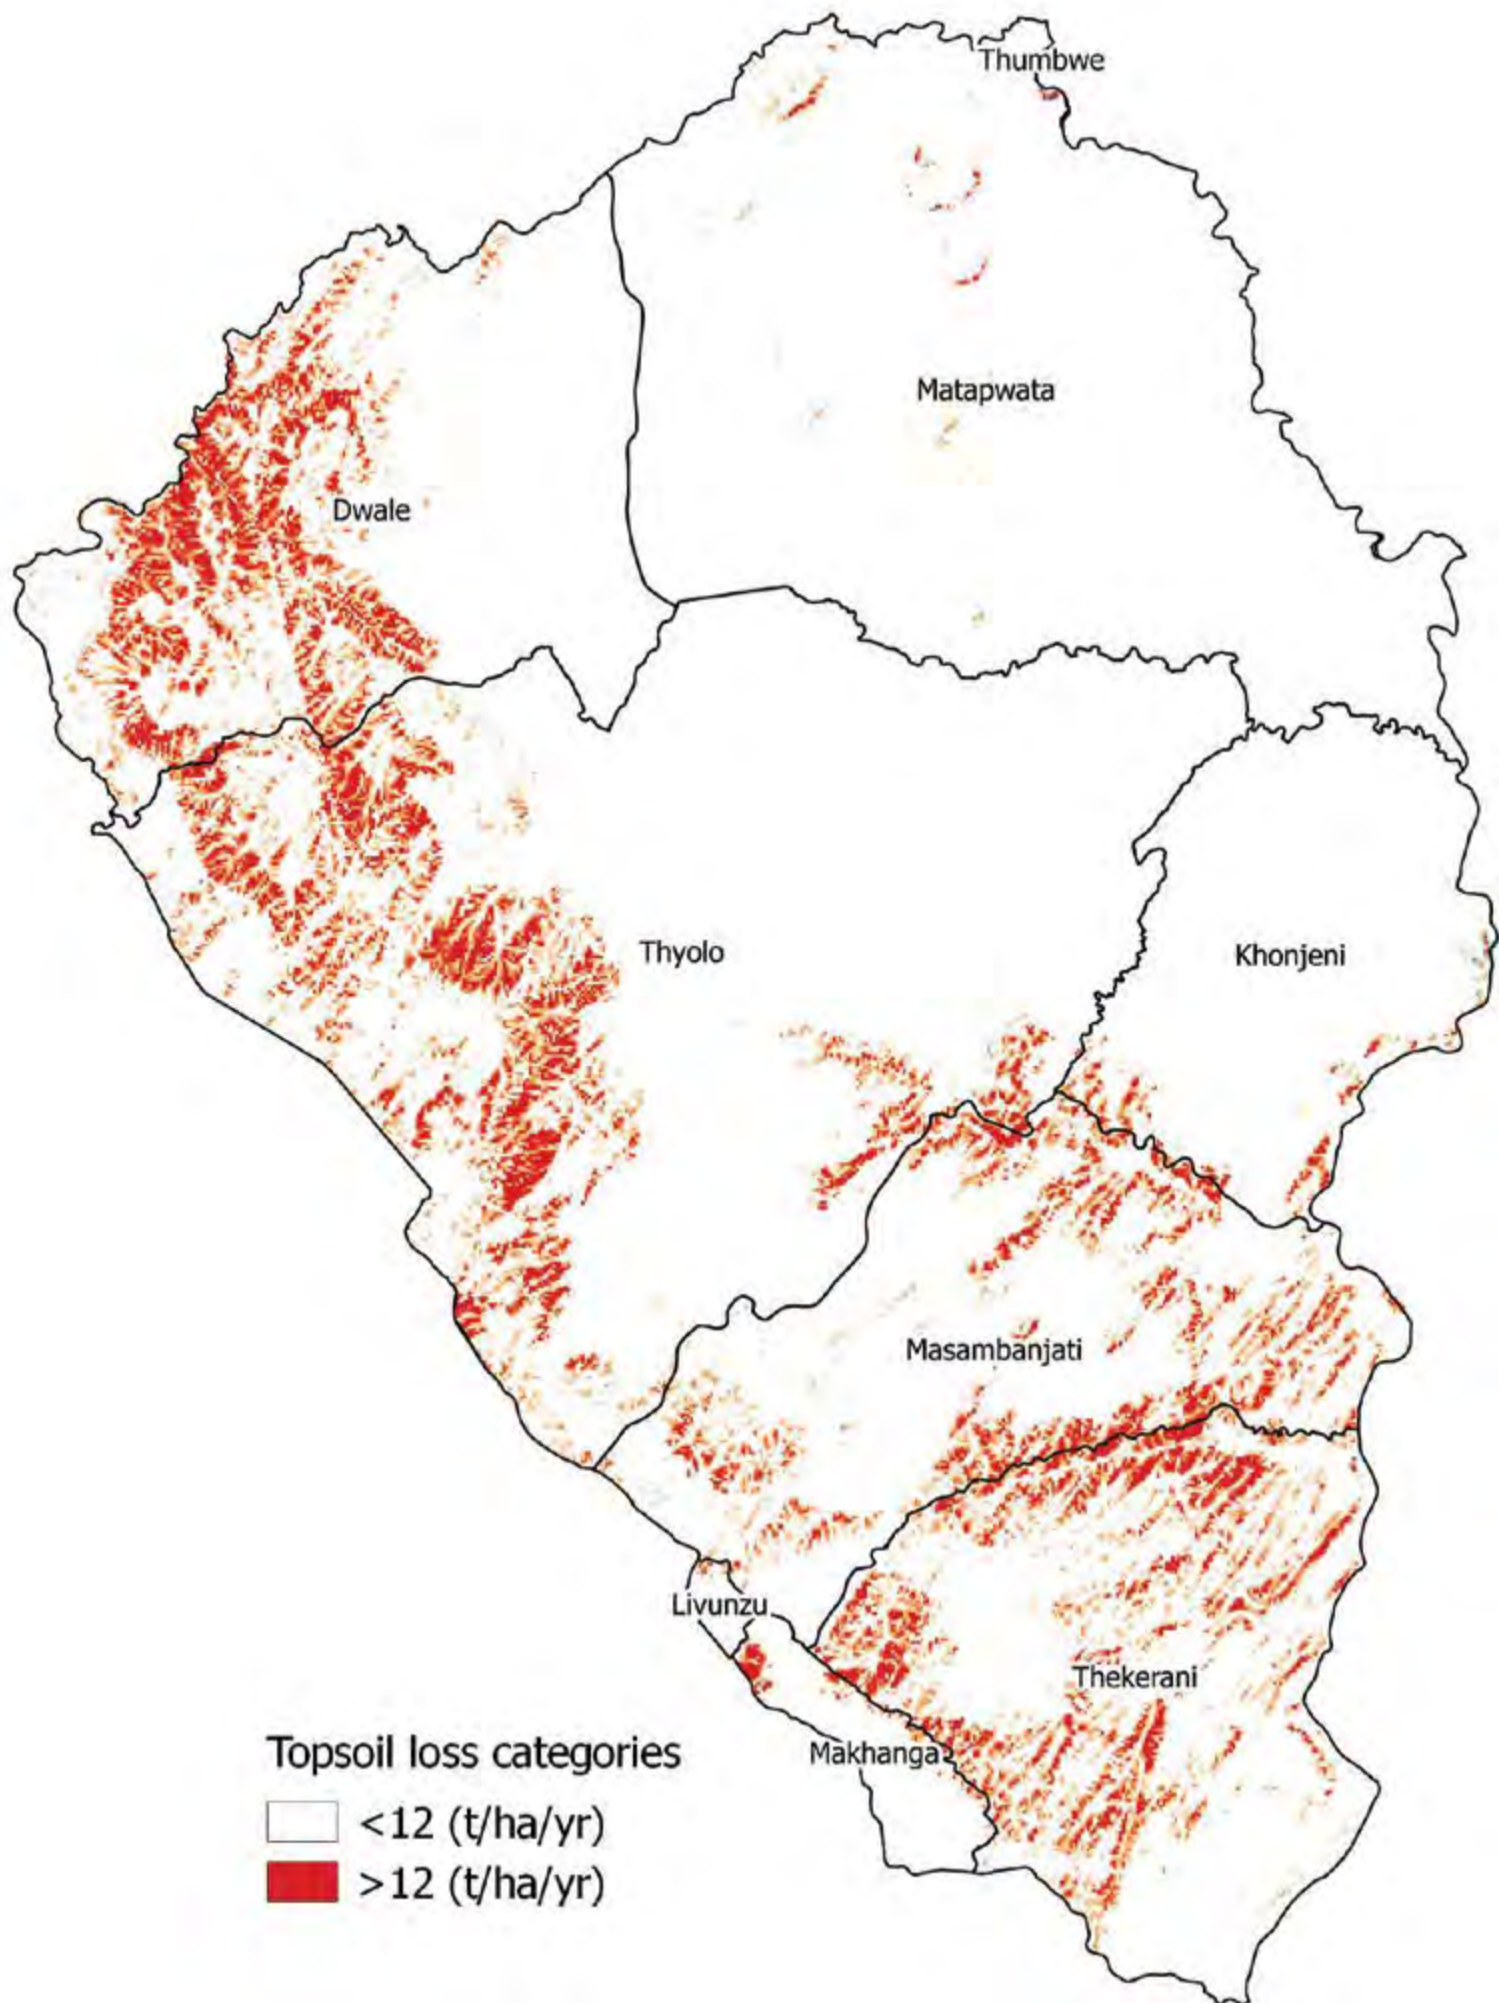 Thumbwe
Matapwata
Dwale
Thyolo
Khonjeni
Masambanjati
Livunzu
Thekerani
Makhanga
Topsoil loss categories
<12 (t/ha/yr)
>12 (t/ha/yr)